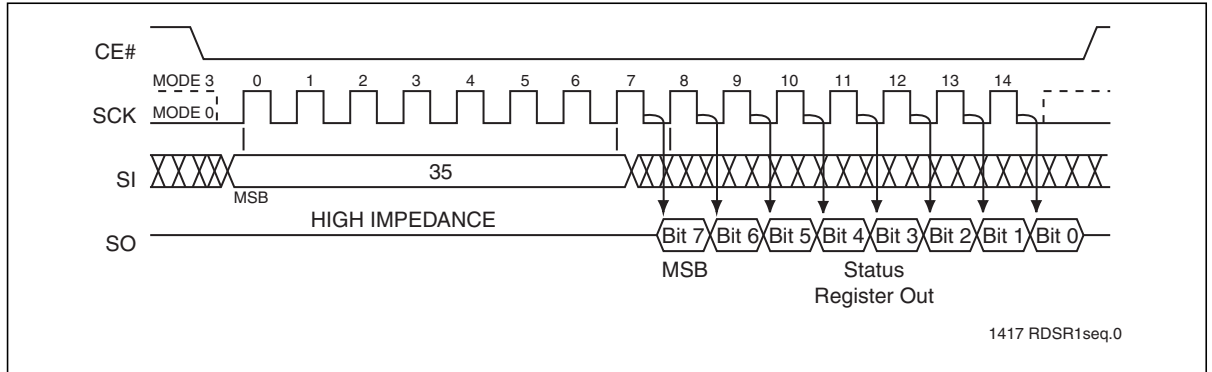 CE#
MODE 3 0 1 2 3 4 5 6 7 8 9 10 11 12 13 14
SCK MODE 0
SI 35
MSB
HIGH IMPEDANCE
SO Bit 7 Bit 6 Bit 5 Bit 4 Bit 3 Bit 2 Bit 1 Bit 0
MSB Status
Register Out
1417 RDSR1seq.0